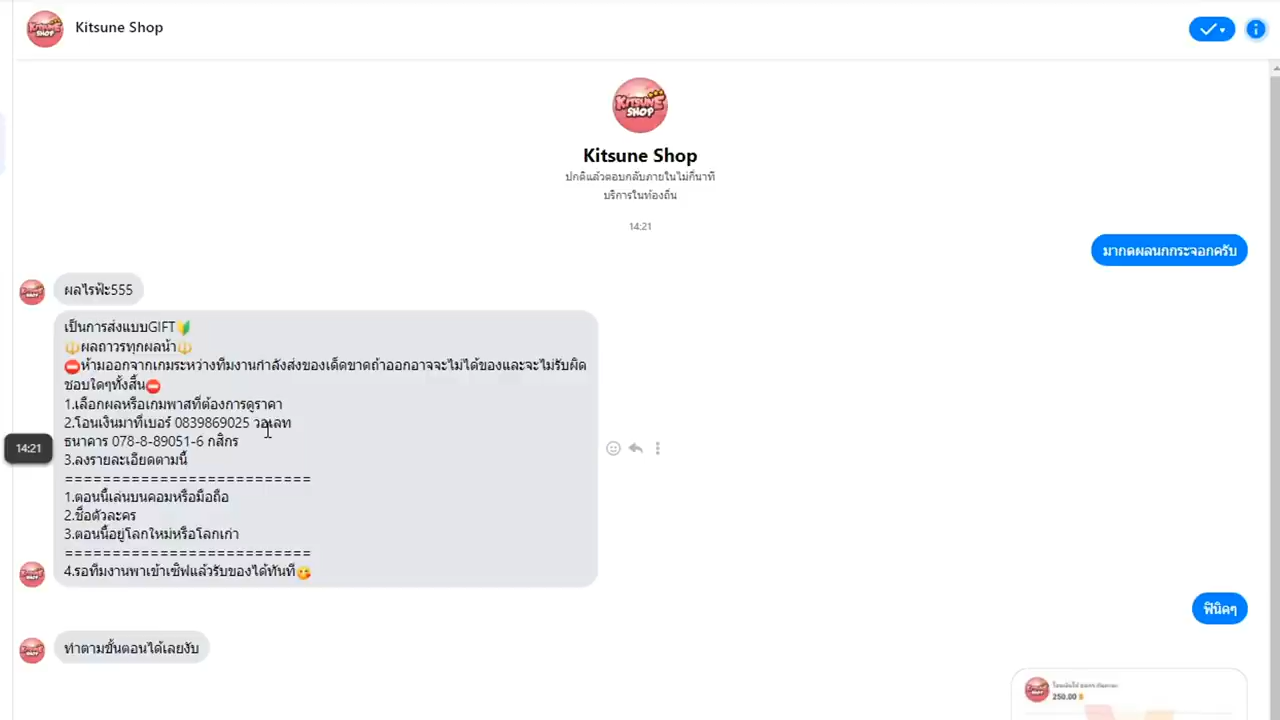 Kitsune Shop
KITSUNE
SHOP
Kitsune Shop
ปกติแล้วตอบกลับภายในไม่กี่นาที
บริการในท้องถิ่น
14:21
มากดผลนกกระจอกครับ
ผลไรฟ้ะ555
เป็นการส่งแบบGIFT🔰
🔱ผลถาวรทุกผลน้า🔱
⛔ห้ามออกจากเกมระหว่างทีมงานกำลังส่งของเด็ดขาดถ้าออกอาจจะไม่ได้ของและจะไม่รับผิด
ชอบใดๆทั้งสิ้น⛔
1.เลือกผลหรือเกมพาสที่ต้องการดูราคา
2.โอนเงินมาที่เบอร์ 0839869025 วอเลท
ธนาคาร 078-8-89051-6 กสิกร
14:21
3.ลงรายละเอียดตามนี้
==========================
1.ตอนนี้เล่นบนคอมหรือมือถือ
2.ชื่อตัวละคร
3.ตอนนี้อยู่โลกใหม่หรือโลกเก่า
==========================
4.รอทีมงานพาเข้าเซิฟแล้วรับของได้ทันที😋
ฟินิคๆ
ทำตามขั้นตอนได้เลยงับ
250.00 ฿